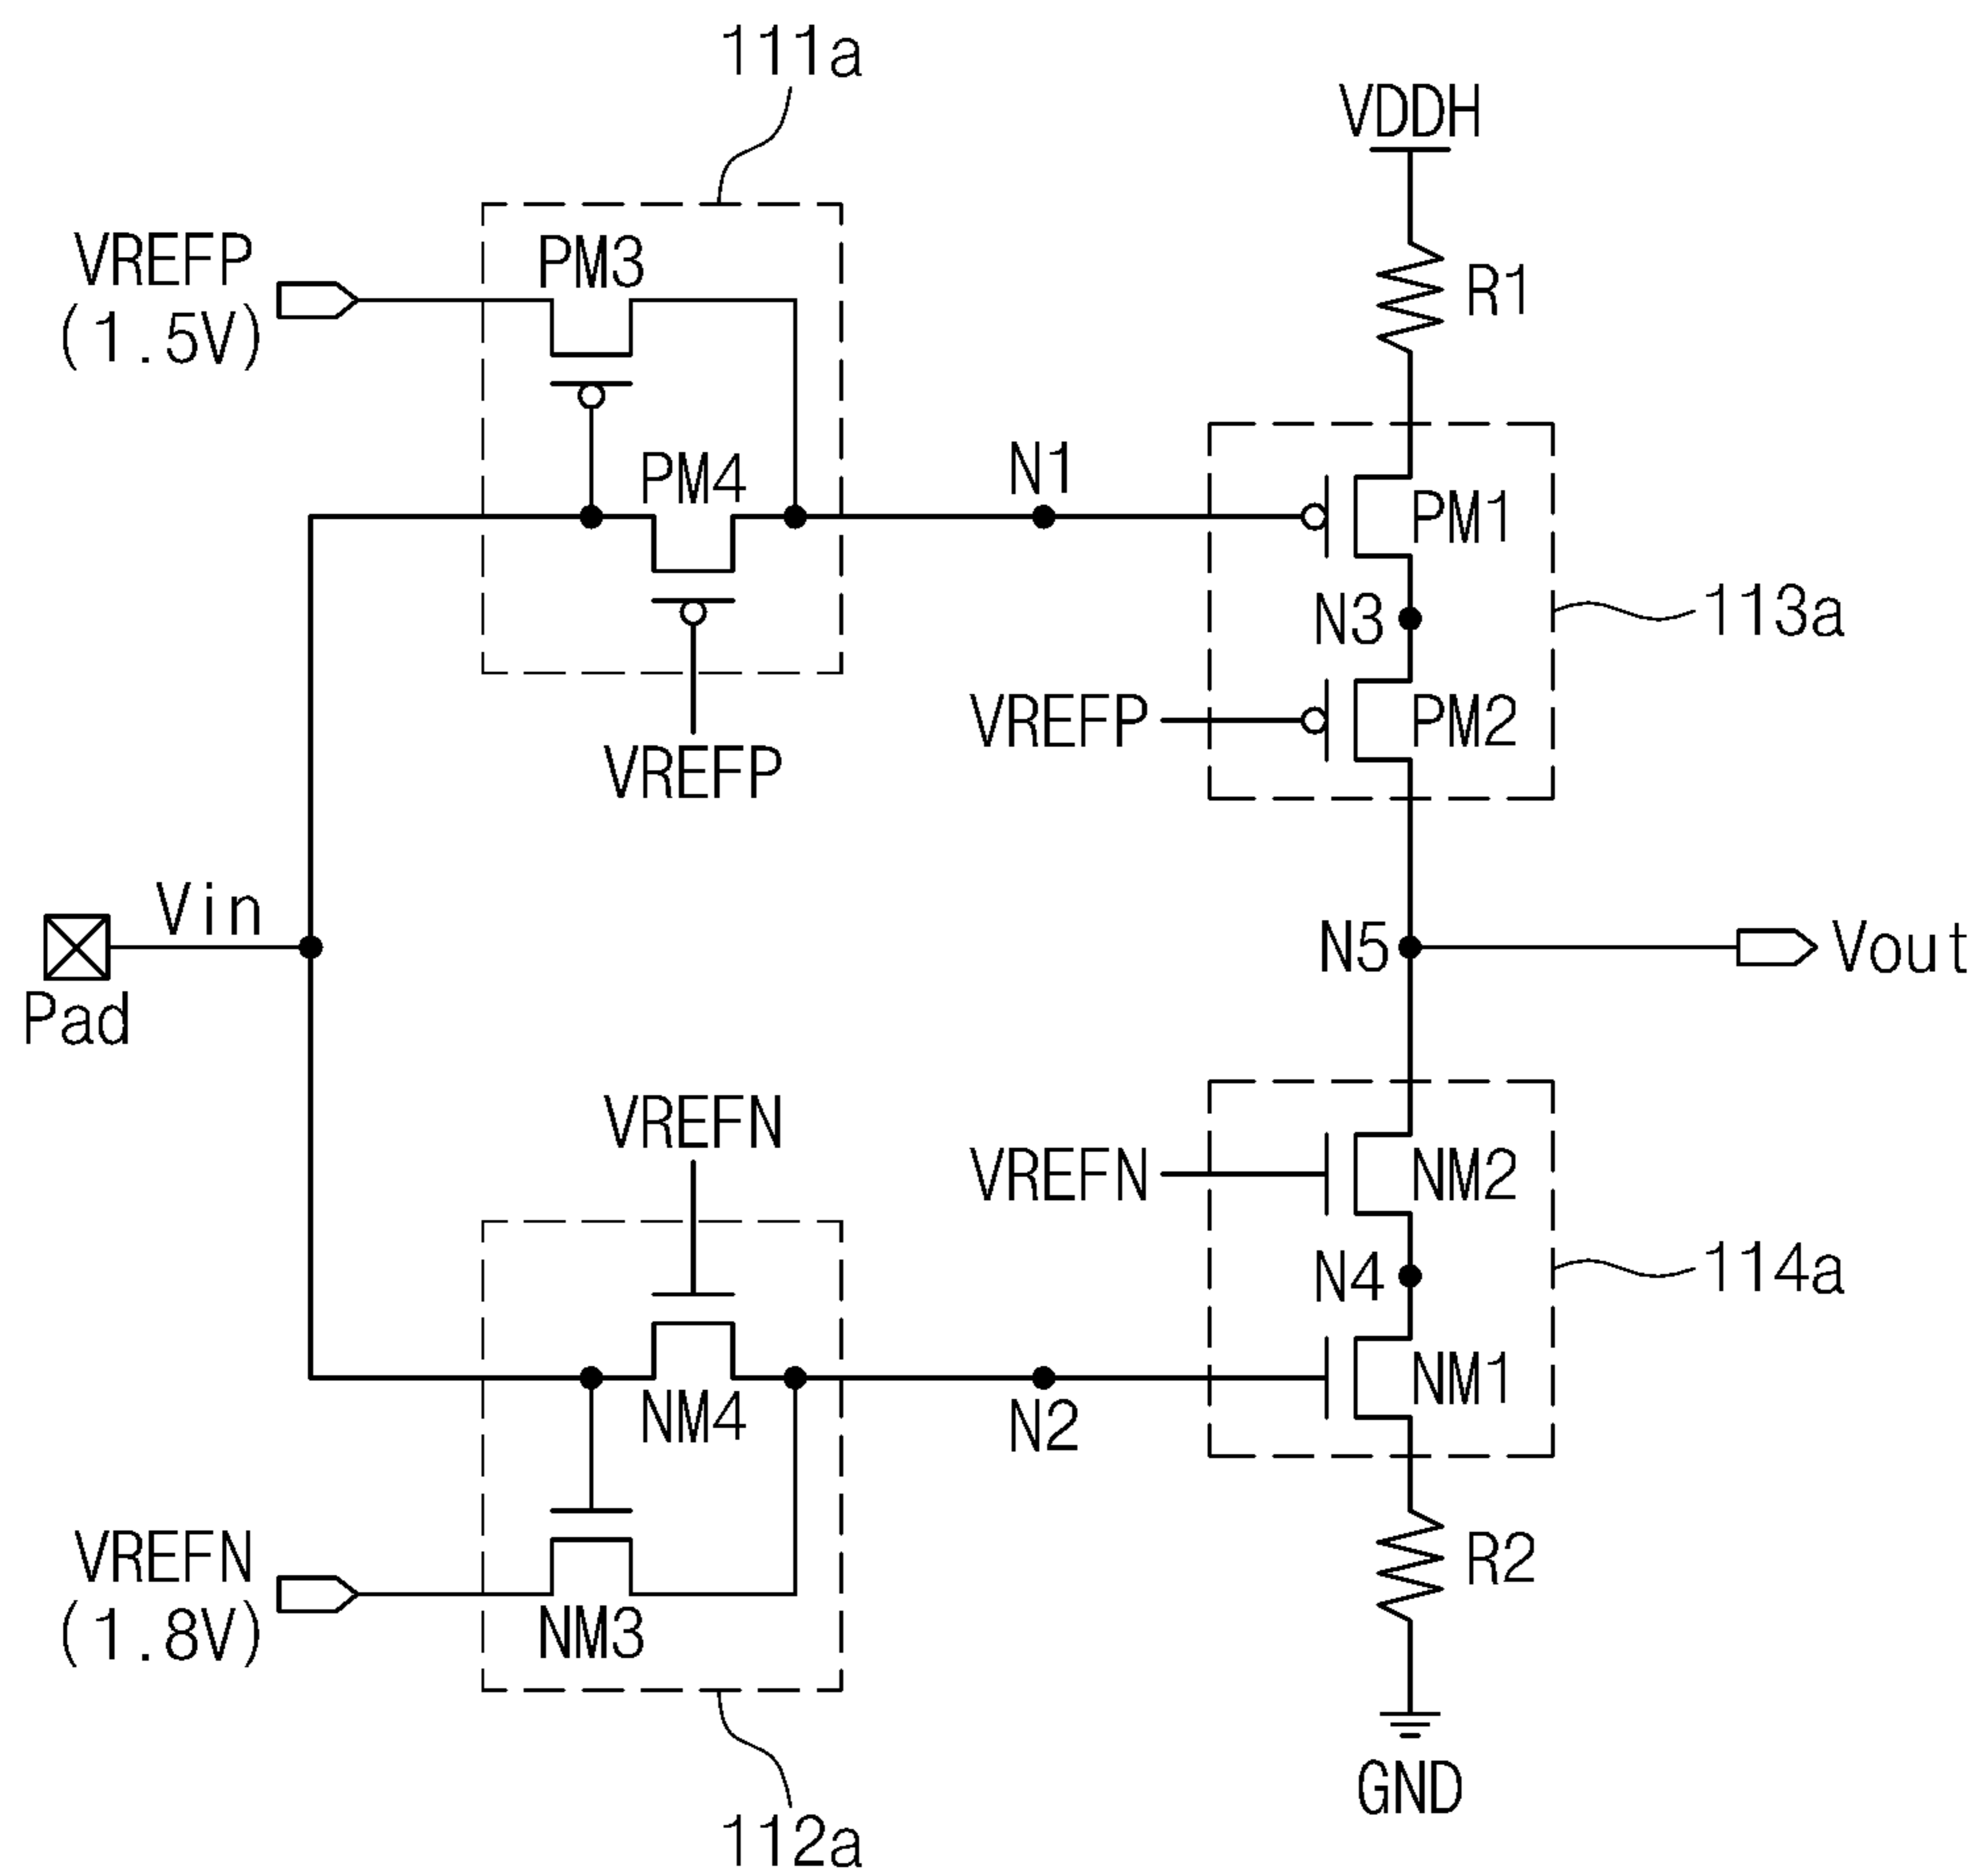 111a
VDDH
VREFP
(1.5V)
PM3
R1
PM4
N1
PM1
N3
113a
VREFP
PM2
VREFP
Vin
Pad
N5
Vout
VREFN
VREFN
NM2
N4
114a
NM4
N2
NM1
VREFN
(1.8V)
NM3
R2
GND
112a